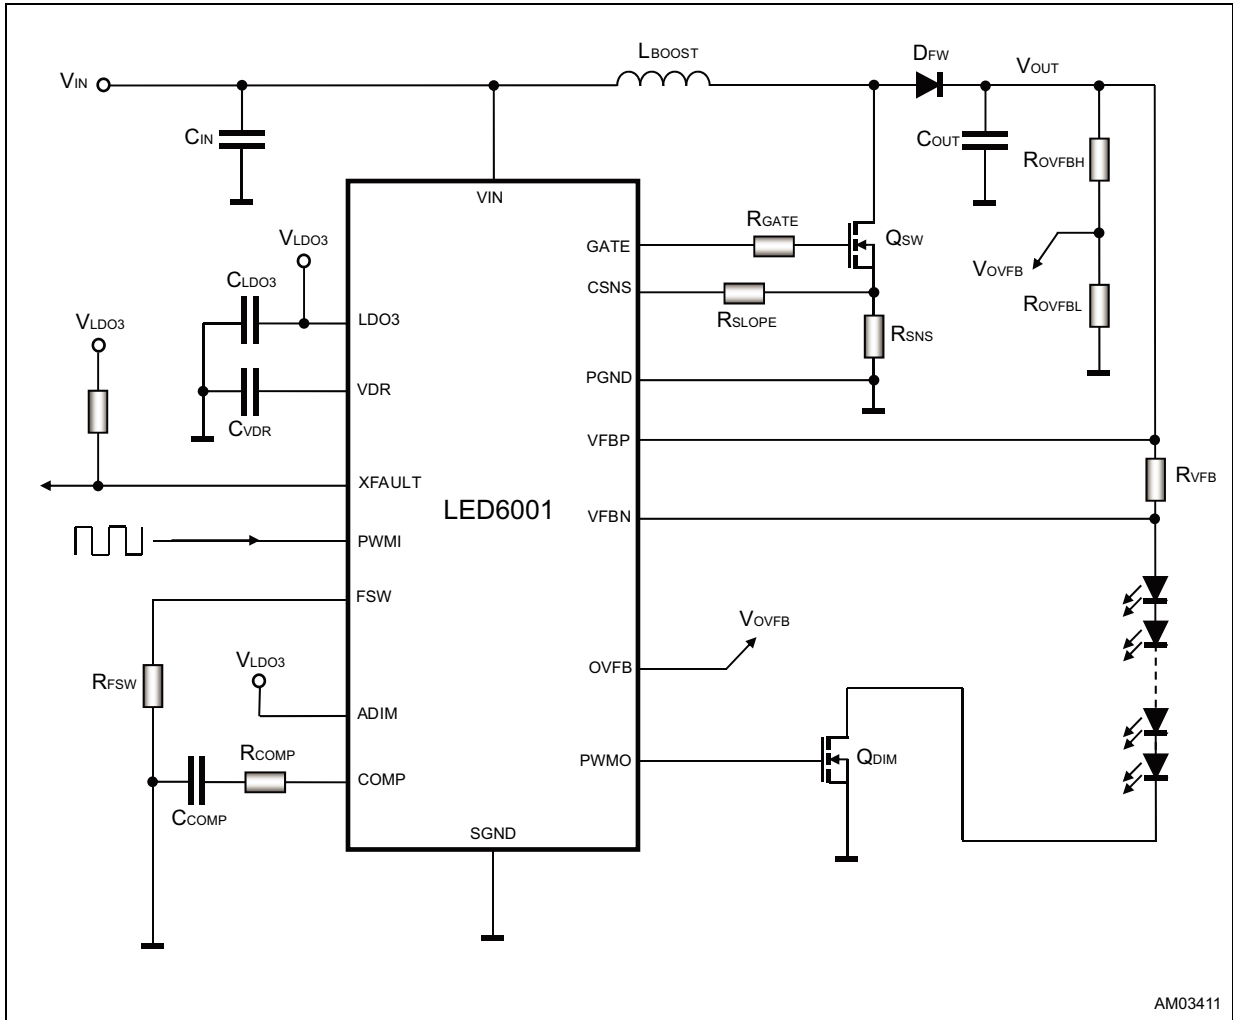 LBOOST
DFW
VOUT
VIN
CIN
COUT
ROVFBH
VIN
RGATE
QSW
VLDO3
GATE
VOVFB
CLDO3
CSNS
ROVFBL
VLDO3
LDO3
RSLOPE
RSNS
PGND
VDR
CVDR
VFBP
XFAULT
RVFB
LED6001
VFBN
PWMI
FSW
VOVFB
VLDO3
OVFB
RFSW
ADIM
RCOMP
PWMO
QDIM
COMP
CCOMP
SGND
AM03411